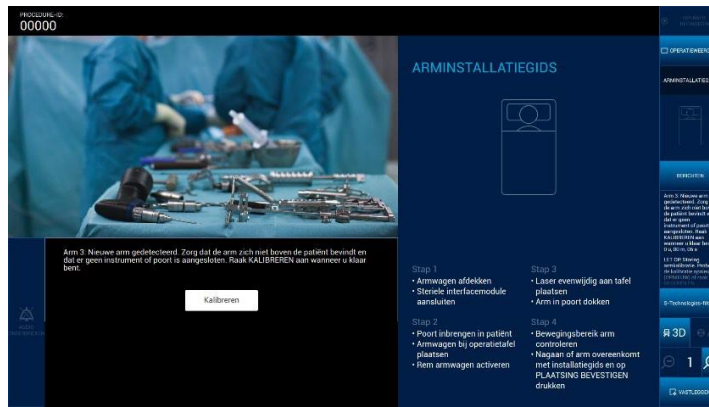 PROCEDURE-ID:
00000
ARMINSTALLATIEGIDS
Arm 3: Nieuwe arm gedetecteerd. Zorg dat de arm zich niet boven de patiënt bevindt en
dat er geen instrument of poort is aangesloten. Raak KALIBREREN aan wanneer u klaar
bent.
Kalibreren
Stap 1
• Armwagen afdekken
• Steriele interfacemodule
aansluiten
Stap 2
• Poort inbrengen in patiënt
• Armwagen bij operatietafel
plaatsen
• Rem armwagen activeren
Stap 3
• Laser evenwijdig aan tafel
plaatsen
• Arm in poort dokken
Stap 4
• Bewegingsbereik arm
controleren
• Nagaan of arm overeenkomt
met installatiegids en op
PLAATSING BEVESTIGEN
drukken
AUDIO
BERICHTEN
Arm 3: Nieuwe arm
gedetecteerd. Zorg
de arm zich niet
de patiënt
dat er geen
instrument of poort
aangesloten. Raak
KALIBREREN aan
wanneer u klaar
3D
1